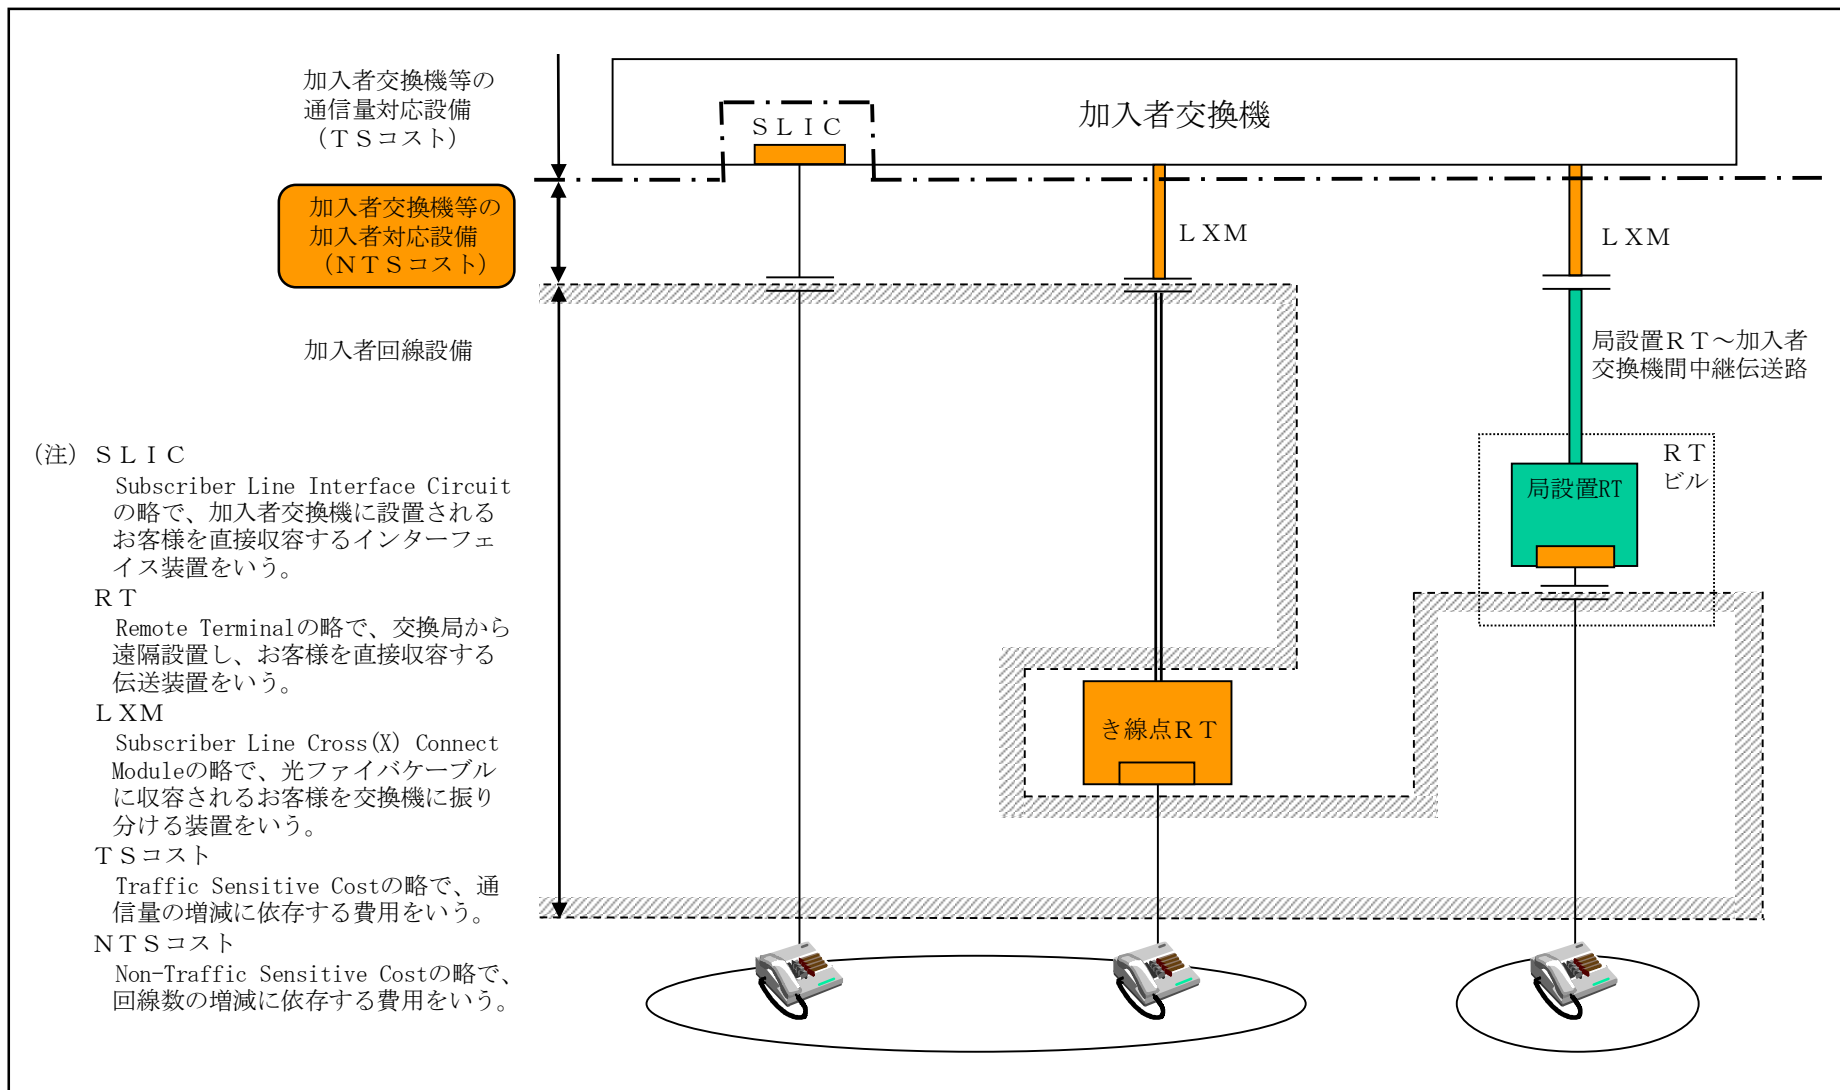 加入者交換機等の
通信量対応設備
（ＴＳコスト）
加入者交換機
ＳＬＩＣ
加入者交換機等の
加入者対応設備
（ＮＴＳコスト）
ＬＸＭ
ＬＸＭ
加入者回線設備
局設置ＲＴ～加入者
交換機間中継伝送路
ＲＴ
ビル
局設置RT
き線点ＲＴ
（注）ＳＬＩＣ
Subscriber Line Interface Circuit
の略で、加入者交換機に設置される
お客様を直接収容するインターフェ
イス装置をいう。
ＲＴ
Remote Terminalの略で、交換局から
遠隔設置し、お客様を直接収容する
伝送装置をいう。
ＬＸＭ
Subscriber Line Cross(X) Connect
Moduleの略で、光ファイバケーブル
に収容されるお客様を交換機に振り
分ける装置をいう。
ＴＳコスト
Traffic Sensitive Costの略で、通
信量の増減に依存する費用をいう。
ＮＴＳコスト
Non-Traffic Sensitive Costの略で、
回線数の増減に依存する費用をいう。